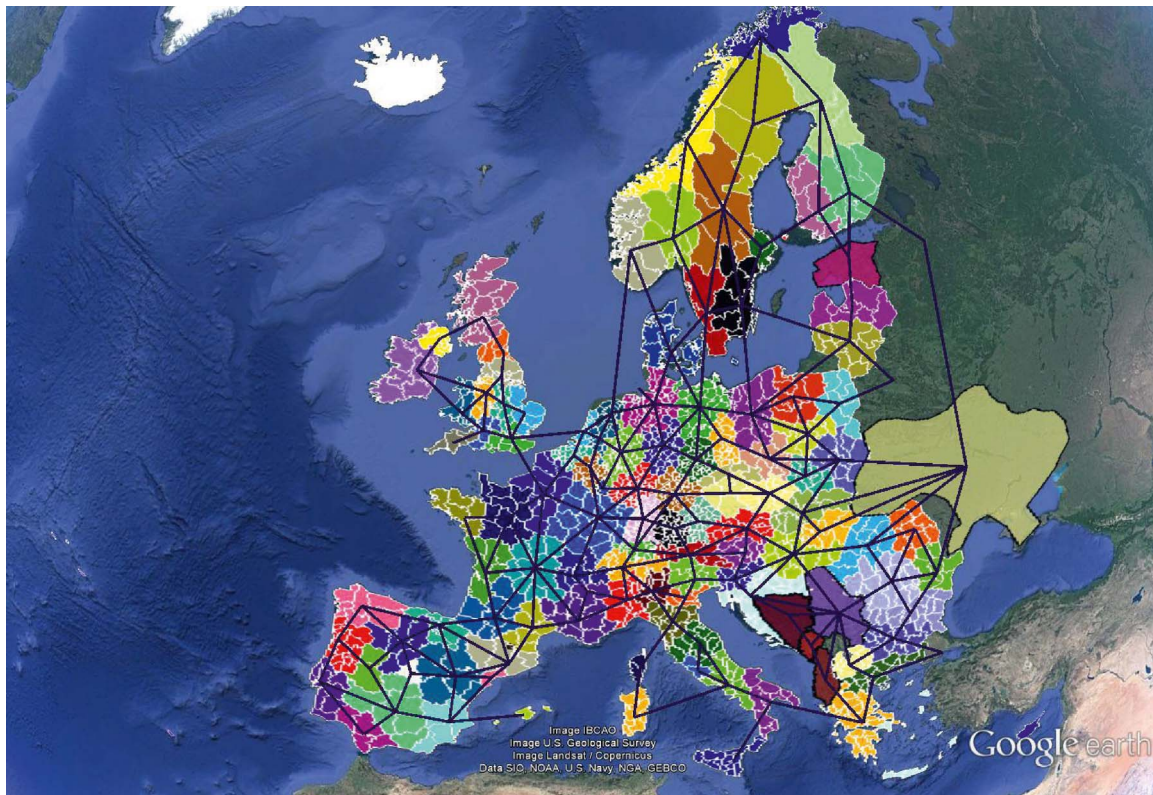 Image IBCAO
Image U.S. Geological Survey
Image Landsat / Copernicus
Data SIO, NOAA, U.S. Navy, NGA, GEBCO
Google earth